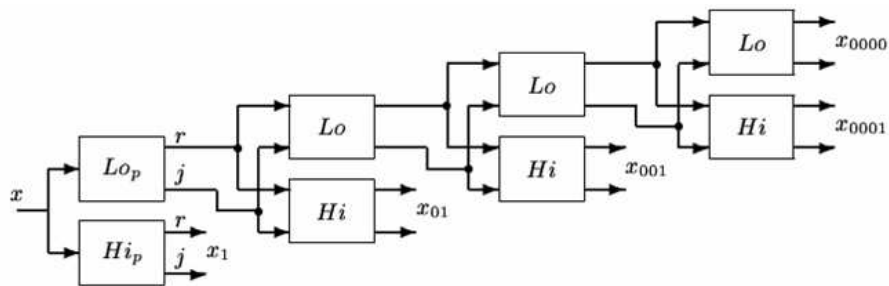 Lo x0000
Lo
Lo Hi x0001
r
Lop Hi x001
x j
Hi x01
r
Hip x1
j